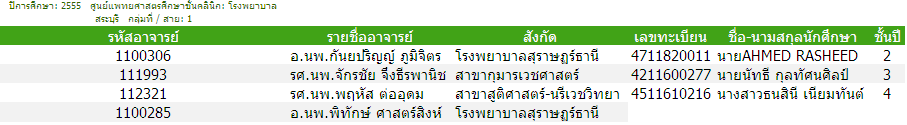 ปีการศึกษา: 2555 ศูนย์แพทยศาสตรศึกษาชั้นคลินิก: โรงพยาบาล
สระบุรี กลุ่มที่ / สาย: 1
รหัสอาจารย์ รายชื่ออาจารย์ สังกัด เลขทะเบียน ชื่อ-นามสกุลนักศึกษา ชั้นปี
1100306 อ.นพ.กันยปริญญ์ ภูมิจิตร โรงพยาบาลสุราษฎร์ธานี 4711820011 นายAHMED RASHEED 2
111993 รศ.นพ.จักรชัย จึงธีรพานิช สาขากุมารเวชศาสตร์ 4211600277 นายนัทธี กุลทัศนศิลป์ 3
112321 รศ.นพ.พฤหัส ต่ออุดม สาขาสูติศาสตร์-นรีเวชวิทยา 4511610216 นางสาวธนสินี เนียมทันต์ 4
1100285 อ.นพ.พิทักษ์ ศาสตร์สิงห์ โรงพยาบาลสุราษฎร์ธานี